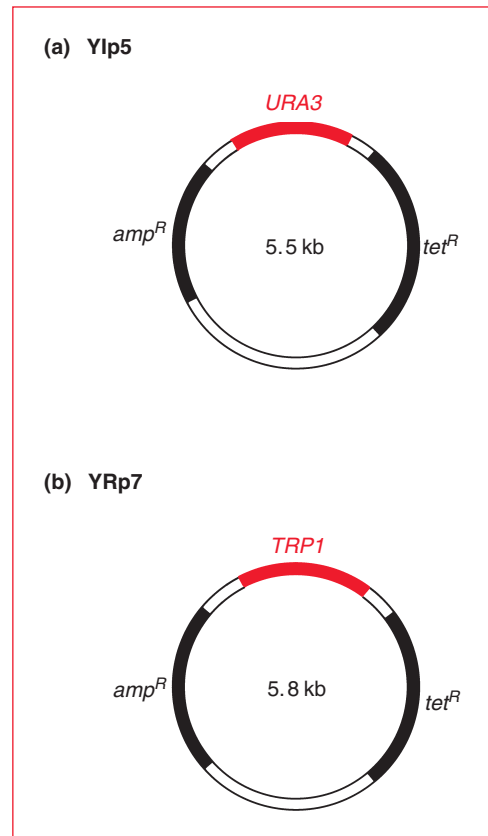 (a) YIp5
URA3
amp^R
5.5 kb
tet^R
(b) YRp7
TRP1
amp^R
5.8 kb
tet^R